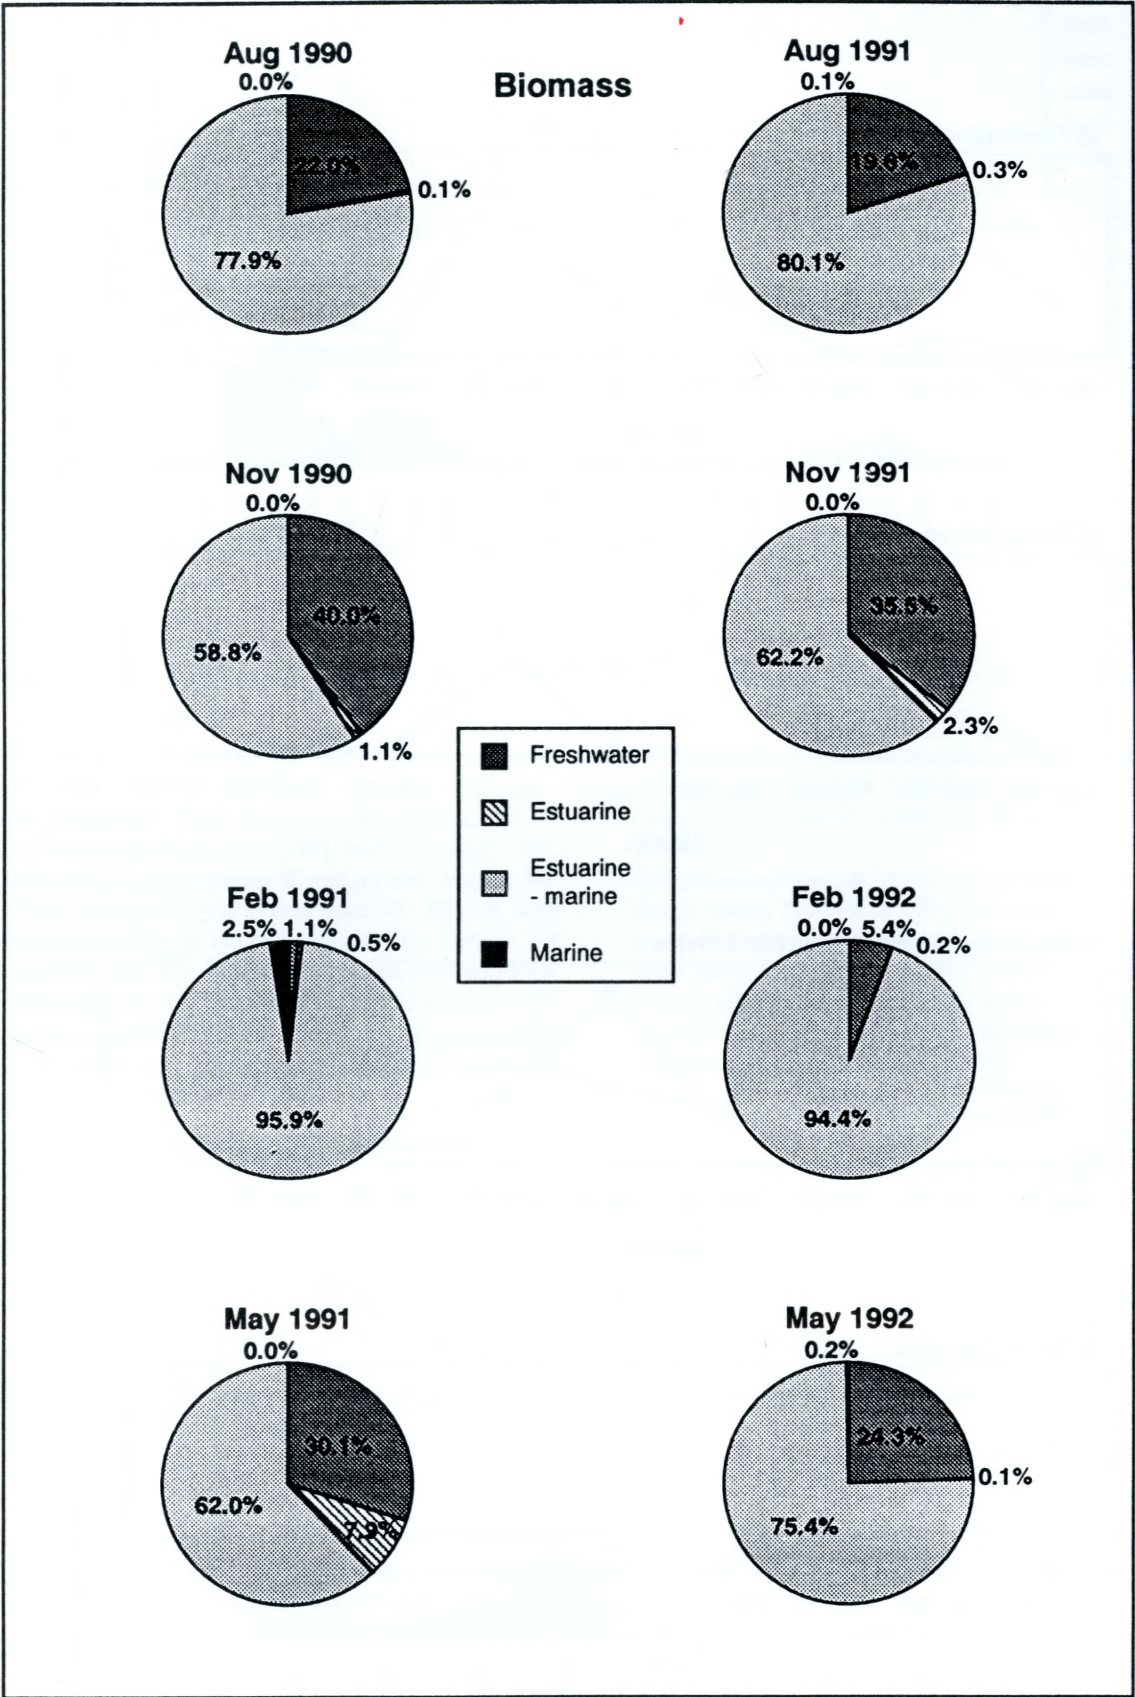 Biomass
Aug 1990
0.0%
22.0%
0.1%
77.9%
Aug 1991
0.1%
19.6%
0.3%
80.1%
Nov 1990
0.0%
40.0%
58.8%
1.1%
Nov 1991
0.0%
35.5%
62.2%
2.3%
Freshwater
Estuarine
Estuarine
- marine
Marine
Feb 1991
2.5% 1.1% 0.5%
95.9%
Feb 1992
0.0% 5.4% 0.2%
94.4%
May 1991
0.0%
30.1%
62.0%
7.9%
May 1992
0.2%
24.3%
0.1%
75.4%